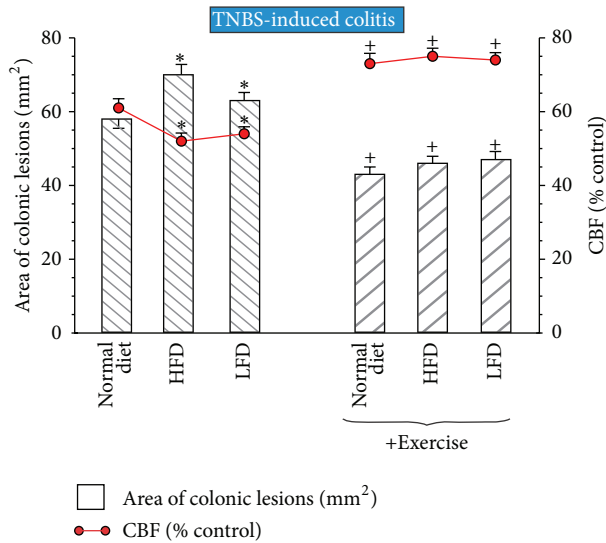 TNBS-induced colitis
Area of colonic lesions (mm²)
80
60
40
20
0
* * * *
+ + + + + +
80
60
40
20
0
CBF (% control)
Normal
diet
HFD
LFD
Normal
diet
HFD
LFD
+Exercise
Area of colonic lesions (mm²)
CBF (% control)